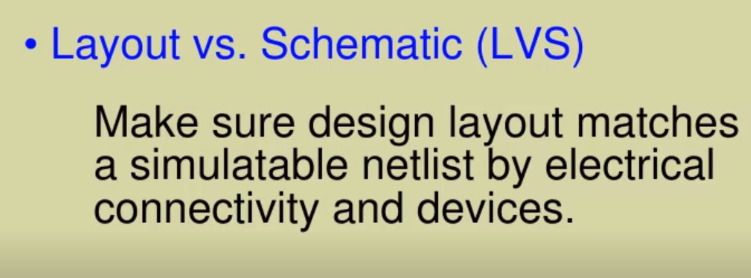 • Layout vs. Schematic (LVS)
Make sure design layout matches
a simulatable netlist by electrical
connectivity and devices.